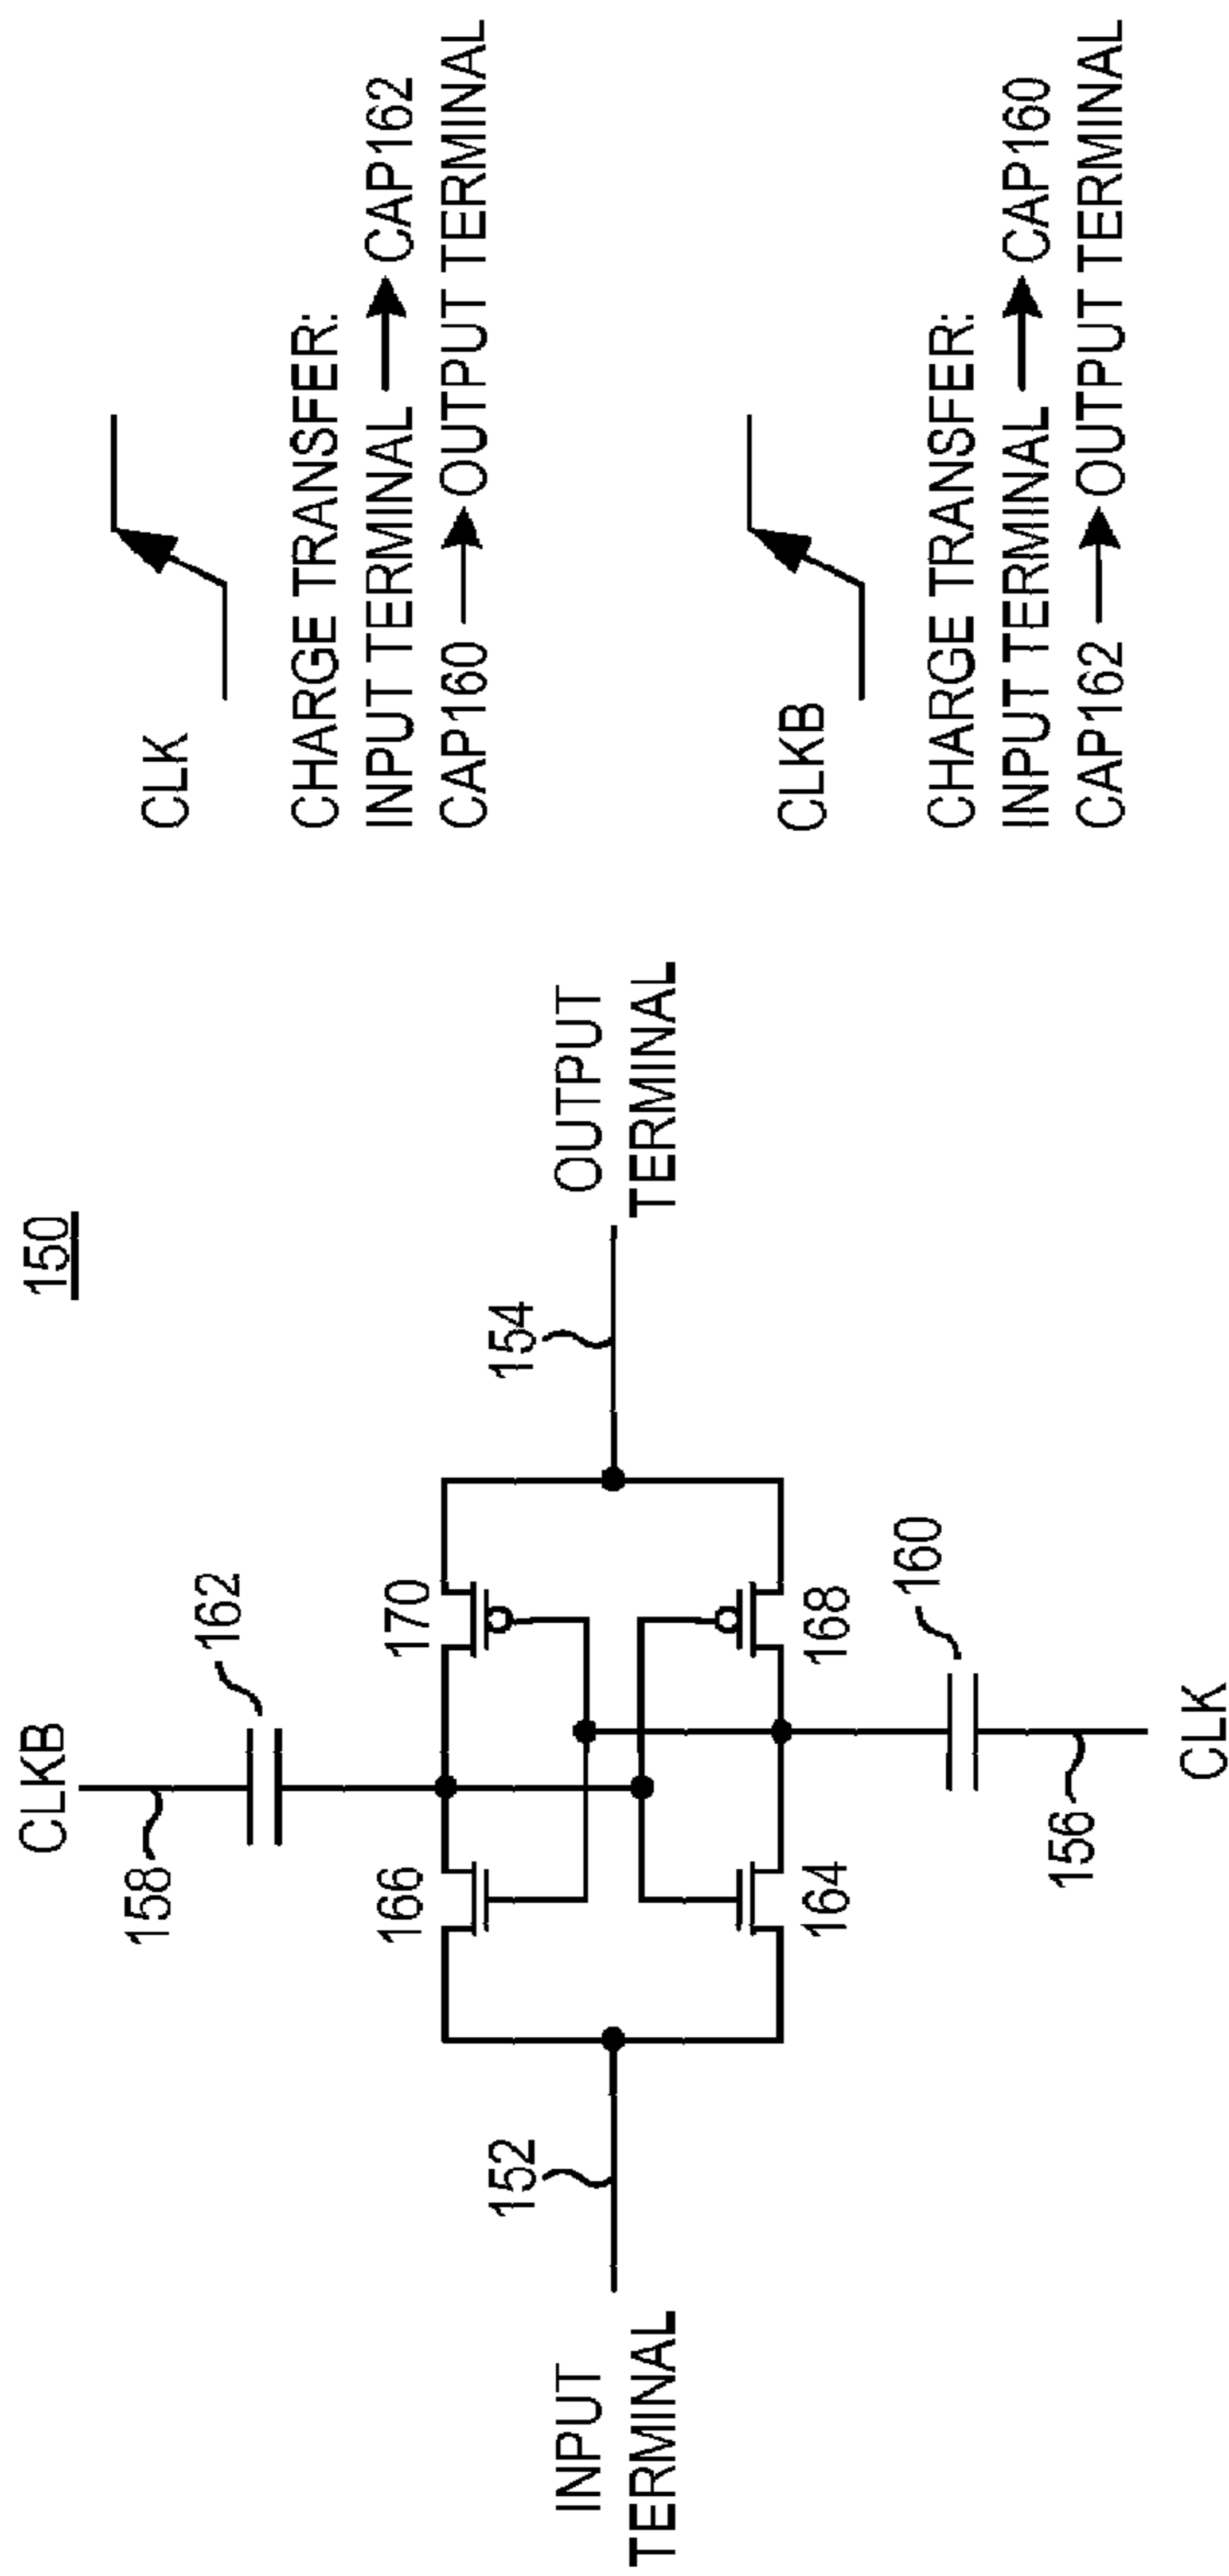 150
CLKB
158
162
166
170
INPUT
TERMINAL
152
154
OUTPUT
TERMINAL
164
168
160
156
CLK
CLK
CHARGE TRANSFER:
INPUT TERMINAL → CAP162
CAP160 → OUTPUT TERMINAL
CLKB
CHARGE TRANSFER:
INPUT TERMINAL → CAP160
CAP162 → OUTPUT TERMINAL